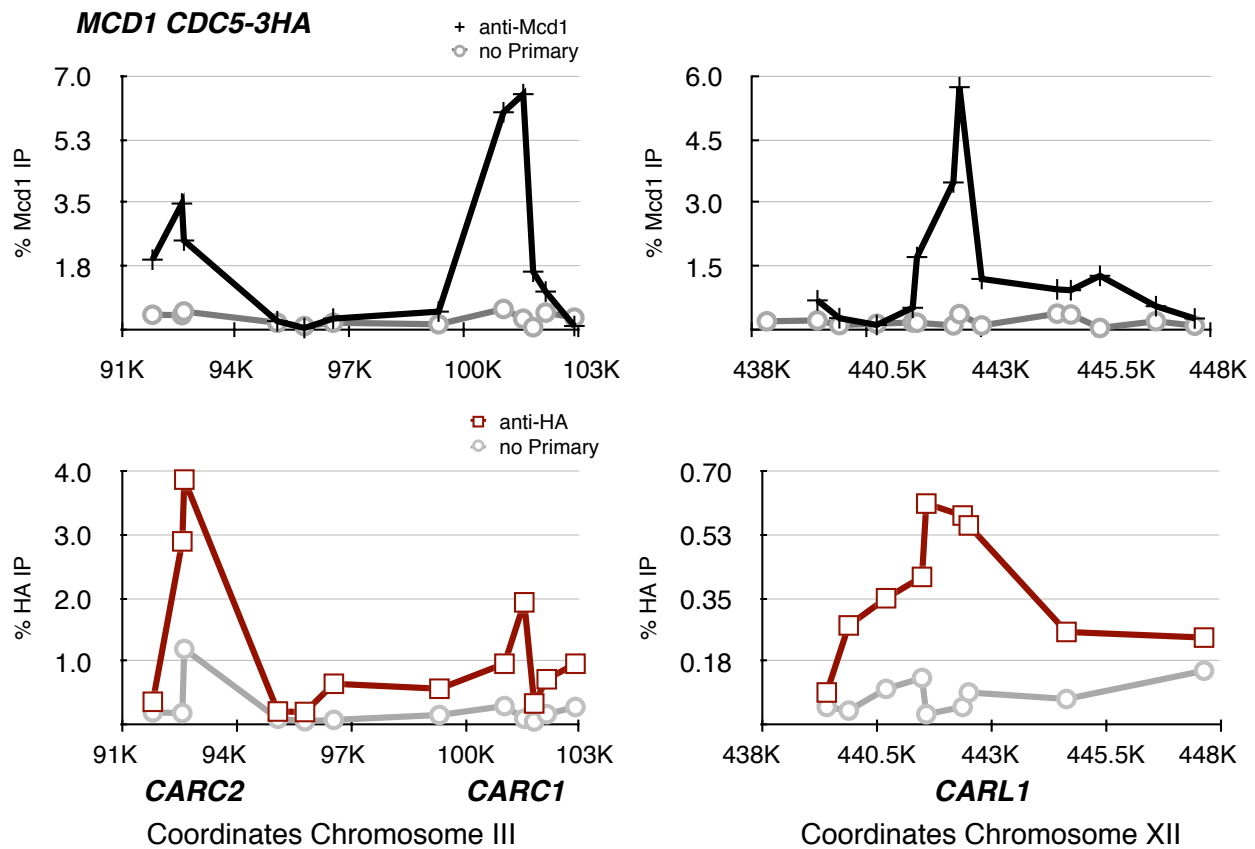 MCD1 CDC5-3HA
anti-Mcd1
no Primary
% Mcd1 IP
7.0
5.3
3.5
1.8
91K 94K 97K 100K 103K
% Mcd1 IP
6.0
4.5
3.0
1.5
438K 440.5K 443K 445.5K 448K
anti-HA
no Primary
% HA IP
4.0
3.0
2.0
1.0
91K 94K 97K 100K 103K
CARC2 CARC1
Coordinates Chromosome III
% HA IP
0.70
0.53
0.35
0.18
438K 440.5K 443K 445.5K 448K
CARL1
Coordinates Chromosome XII